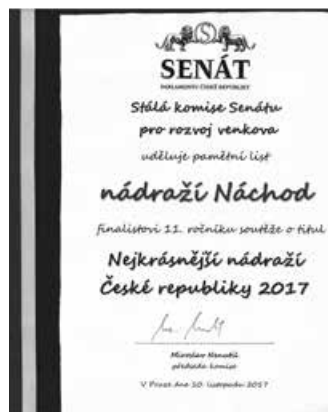 SENÁT
PARLAMENTU ČESKÉ REPUBLIKY
Stálá komise Senátu
pro rozvoj venkova
uděluje pamětní list
nádraží Náchod
finalistovi 11. ročníku soutěže o titul
Nejkrásnější nádraží
České republiky 2017
Miroslav Nenutil
předseda komise
V Praze dne 10. listopadu 2017